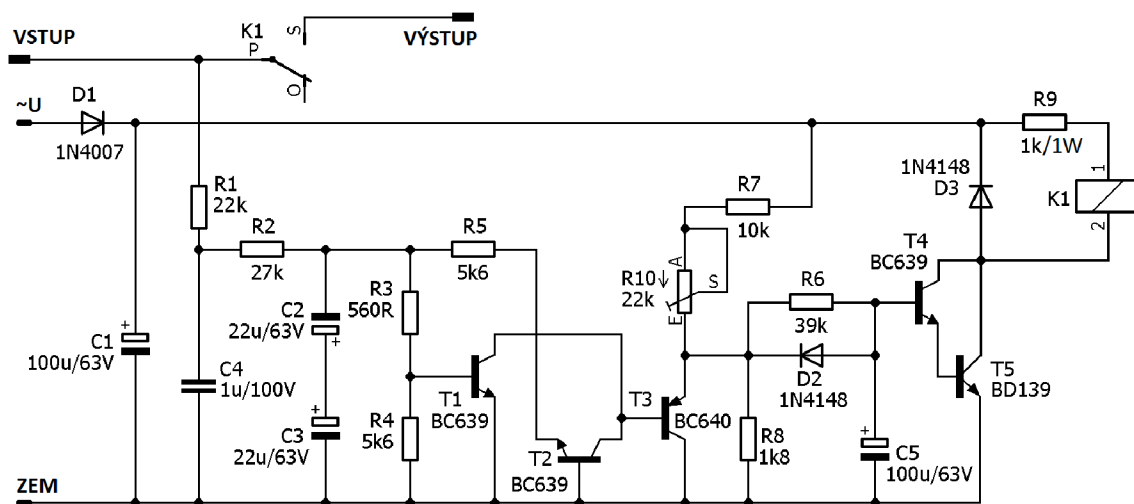 VSTUP
K1
P
S
O
VÝSTUP
~U
D1
1N4007
R9
1k/1W
R1
22k
R2
27k
R5
5k6
R7
10k
1N4148
D3
K1
1
2
R10
22k
A
S
E
T4
BC639
R3
560R
C2
22u/63V
+
R6
39k
C1
100u/63V
+
C4
1u/100V
D2
1N4148
T1
BC639
T3
BC640
T5
BD139
C3
22u/63V
+
R4
5k6
T2
BC639
R8
1k8
C5
100u/63V
+
ZEM